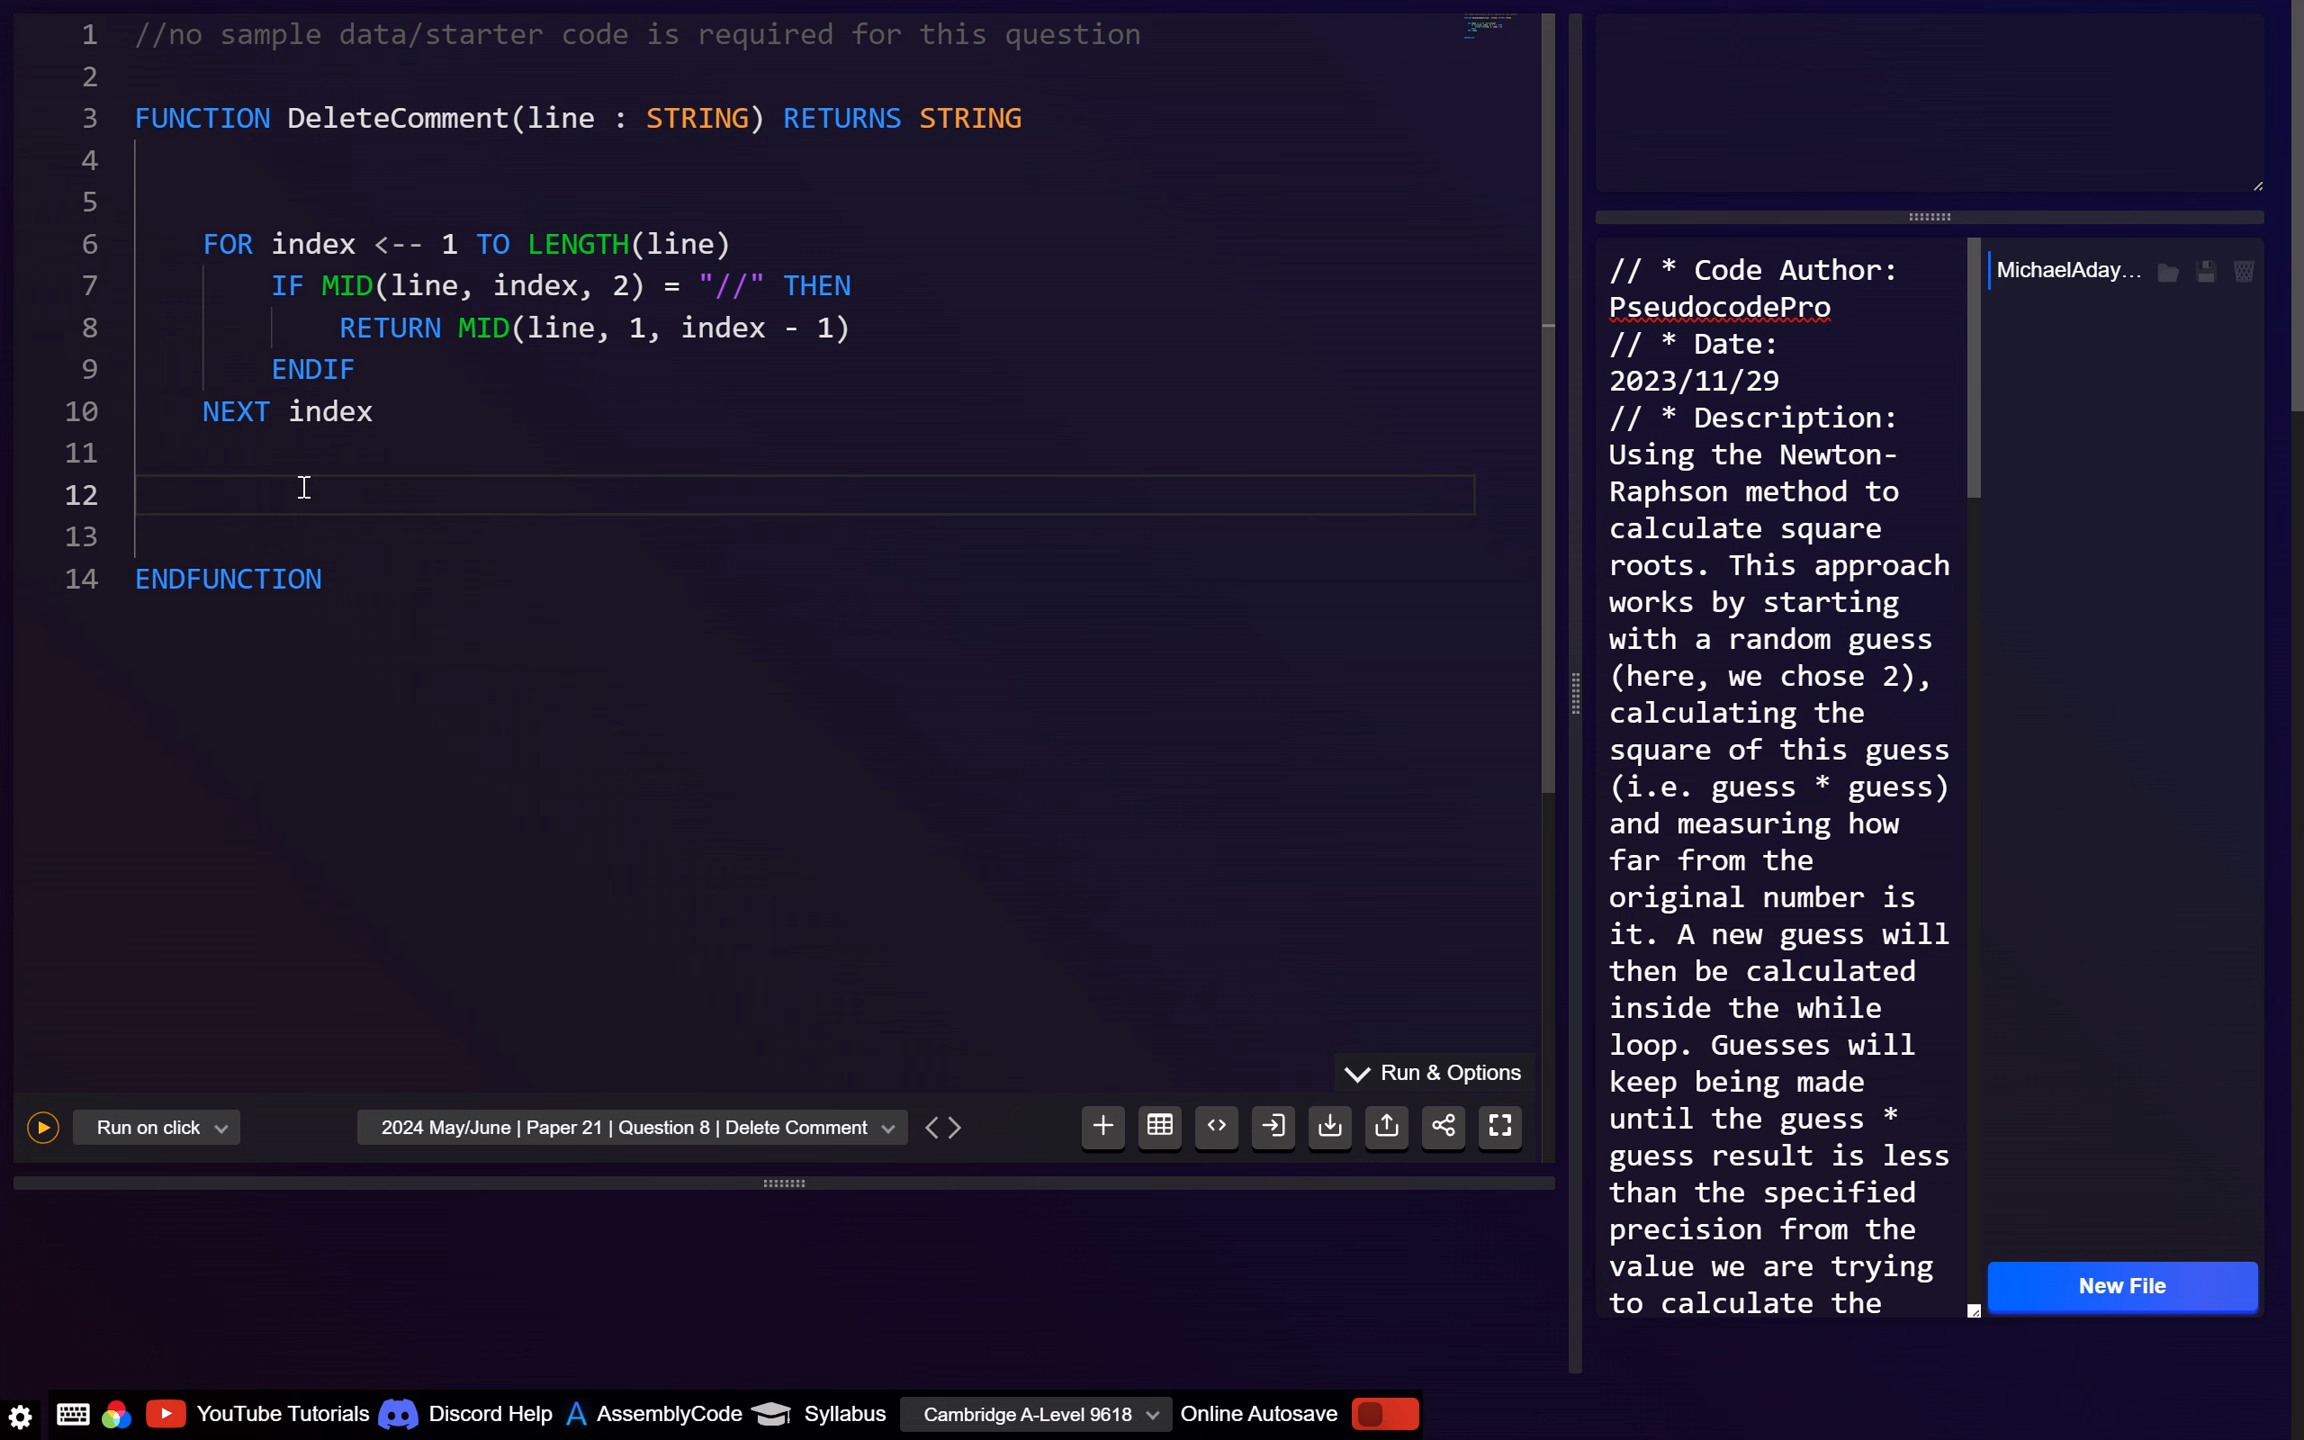 1 //no sample data/starter code is required for this question
2
3 FUNCTION DeleteComment(line : STRING) RETURNS STRING
4
5
6 FOR index <-- 1 TO LENGTH(line)
7 IF MID(line, index, 2) = "//" THEN
8 RETURN MID(line, 1, index - 1)
9 ENDIF
10 NEXT index
11
12
13
14 ENDFUNCTION
Run & Options
Run on click
2024 May/June | Paper 21 | Question 8 | Delete Comment
// * Code Author:
PseudocodePro
// * Date:
2023/11/29
// * Description:
Using the Newton-
Raphson method to
calculate square
roots. This approach
works by starting
with a random guess
(here, we chose 2),
calculating the
square of this guess
(i.e. guess * guess)
and measuring how
far from the
original number is
it. A new guess will
then be calculated
inside the while
loop. Guesses will
keep being made
until the guess *
guess result is less
than the specified
precision from the
value we are trying
to calculate the
MichaelAday...
New File
YouTube Tutorials Discord Help AssemblyCode Syllabus Cambridge A-Level 9618 Online Autosave